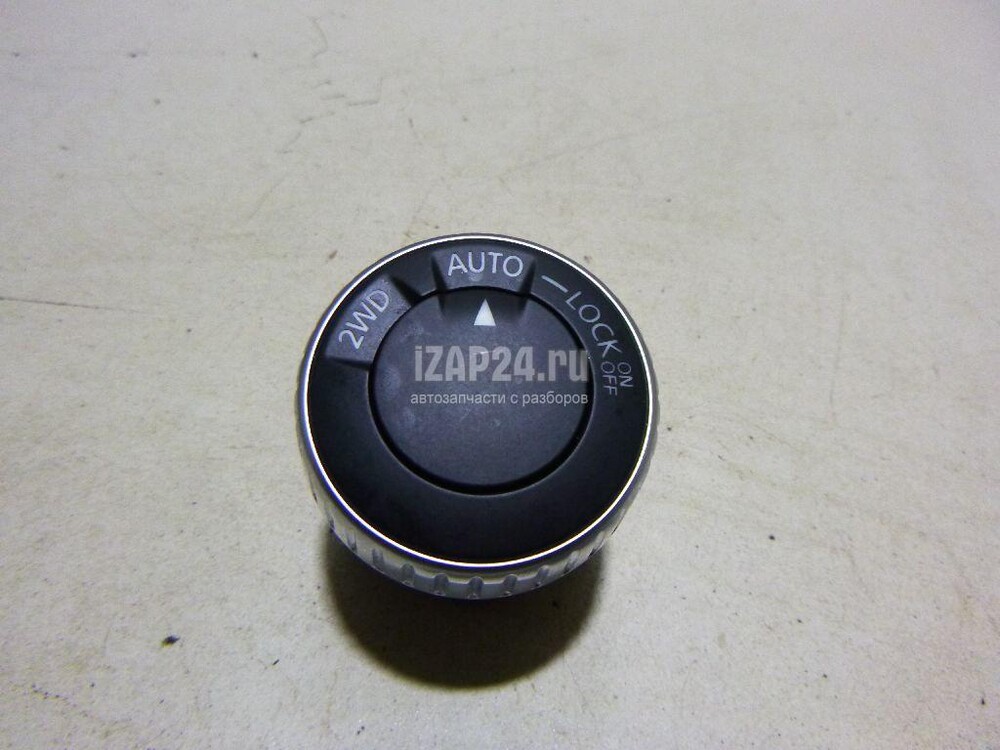 2WD
AUTO
LOCK
ON
OFF
iZAP24.ru
автозапчасти с разборов